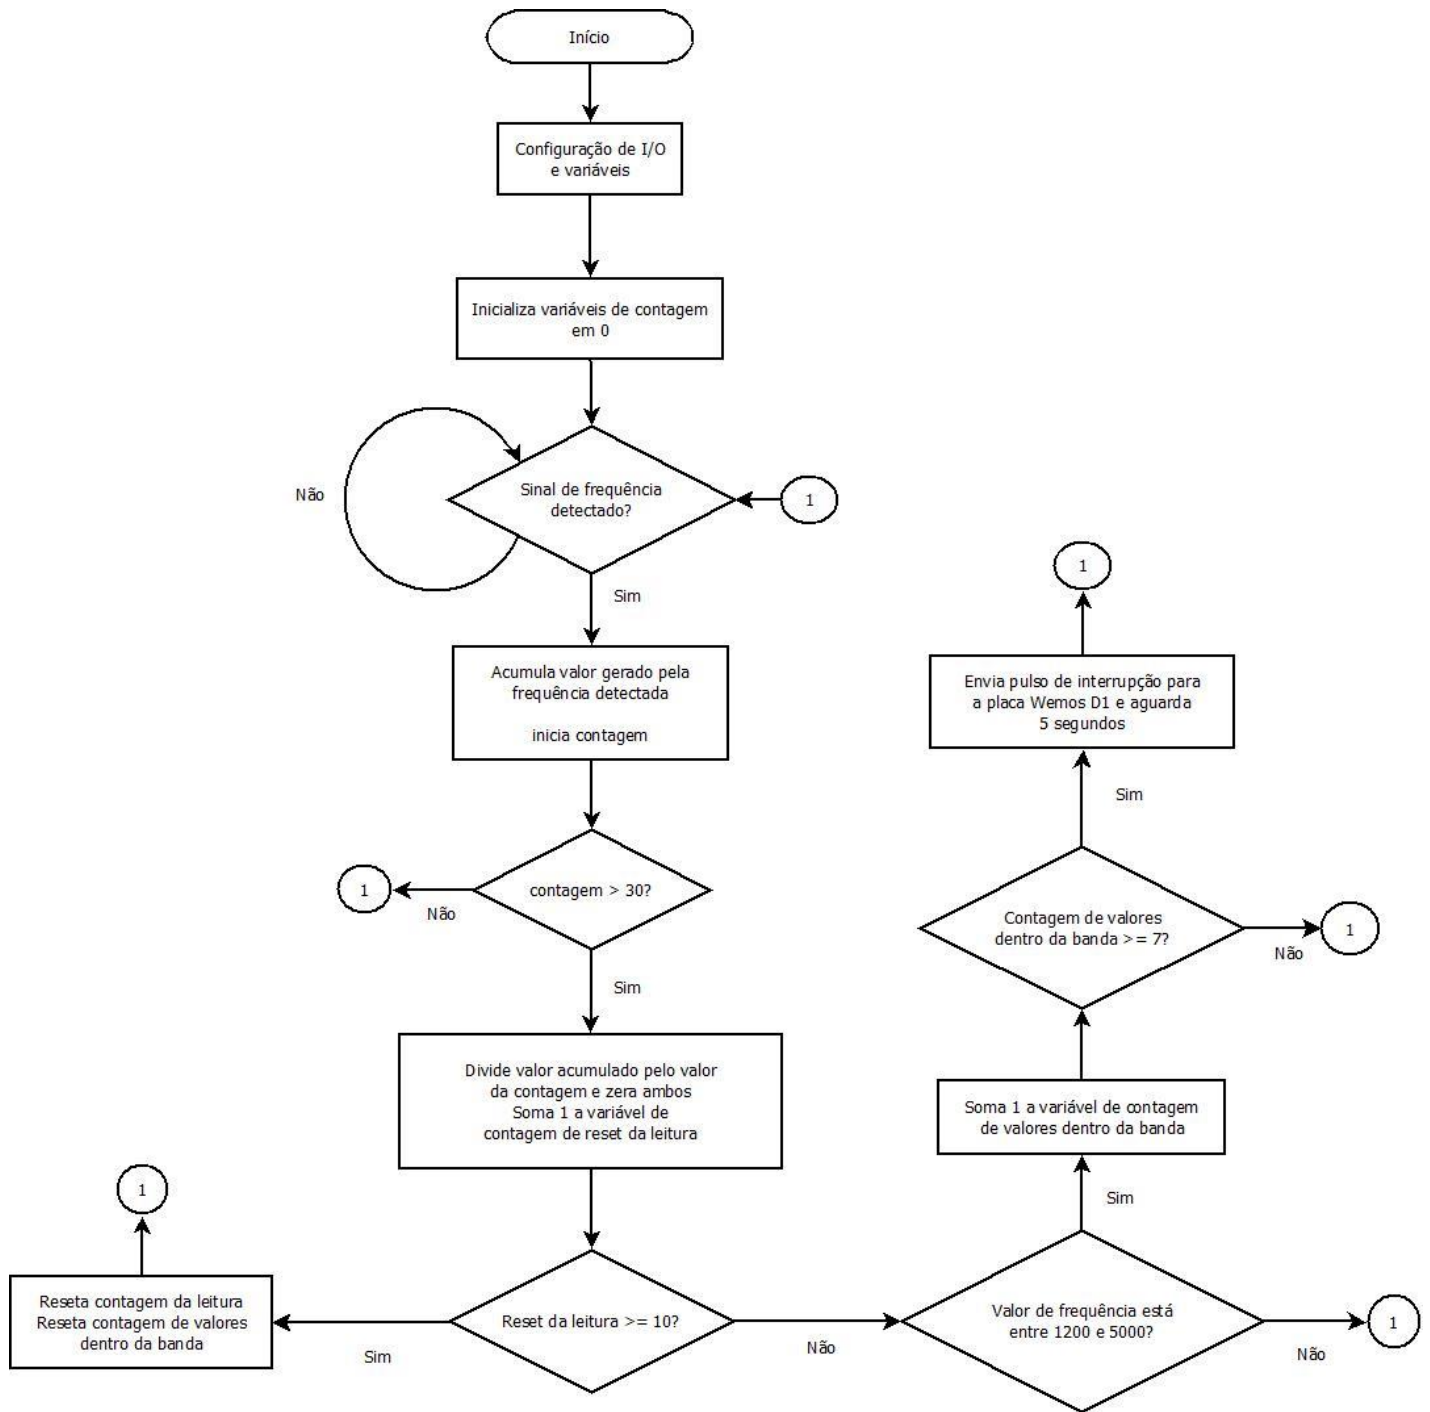 Início
Configuração de I/O
e variáveis
Inicializa variáveis de contagem
em 0
Não
Sinal de frequência
detectado?
1
Sim
Acumula valor gerado pela
frequência detectada
inicia contagem
1
Não
contagem > 30?
Sim
Divide valor acumulado pelo valor
da contagem e zera ambos
Soma 1 a variável de
contagem de reset da leitura
1
Reseta contagem da leitura
Reseta contagem de valores
dentro da banda
Sim
Reset da leitura >= 10?
Não
Valor de frequência está
entre 1200 e 5000?
Não
1
Sim
Soma 1 a variável de contagem
de valores dentro da banda
Contagem de valores
dentro da banda >= 7?
Não
1
Sim
Envia pulso de interrupção para
a placa Wemos D1 e aguarda
5 segundos
1